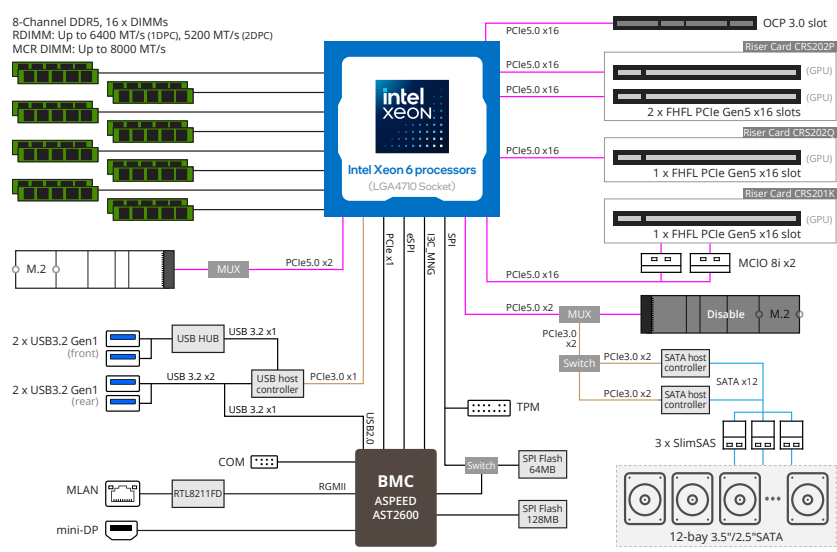 8-Channel DDR5, 16 x DIMMs
RDIMM: Up to 6400 MT/s (1DPC), 5200 MT/s (2DPC)
MCR DIMM: Up to 8000 MT/s
intel
XEON
Intel Xeon 6 processors
(LGA4710 Socket)
PCIe5.0 x16
OCP 3.0 slot
Riser Card CRS202P
PCIe5.0 x16
(GPU)
PCIe5.0 x16
(GPU)
2 x FHFL PCIe Gen5 x16 slots
Riser Card CRS202Q
PCIe5.0 x16
(GPU)
1 x FHFL PCIe Gen5 x16 slot
Riser Card CRS201K
(GPU)
1 x FHFL PCIe Gen5 x16 slot
MCIO 8i x2
PCIe5.0 x16
M.2
MUX
PCIe5.0 x2
PCIe x1
eSPI
I3C_MNG
SPI
PCIe5.0 x2
MUX
Disable
M.2
PCIe3.0
x2
Switch
PCIe3.0 x2
SATA host
controller
SATA x12
PCIe3.0 x2
SATA host
controller
2 x USB3.2 Gen1
(front)
USB HUB
USB 3.2 x1
2 x USB3.2 Gen1
(rear)
USB 3.2 x2
USB host
controller
PCIe3.0 x1
USB 3.2 x1
USB2.0
TPM
3 x SlimSAS
COM
BMC
ASPEED
AST2600
Switch
SPI Flash
64MB
MLAN
RTL8211FD
RGMII
SPI Flash
128MB
mini-DP
12-bay 3.5"/2.5"SATA